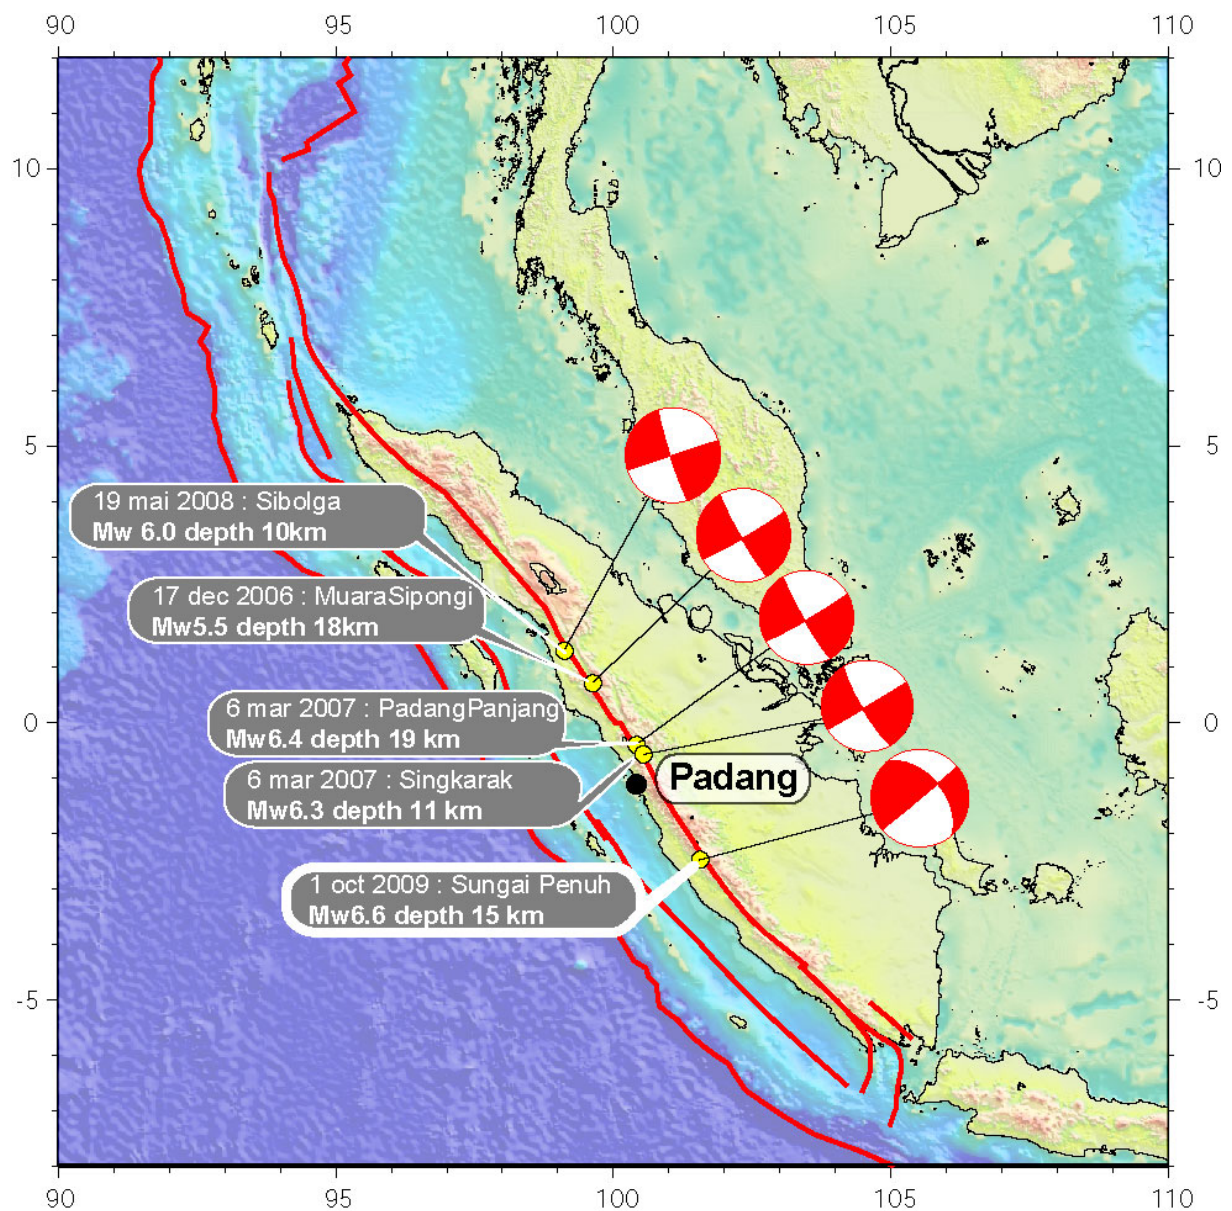 90 95 100 105 110
10 10
5 5
19 mai 2008 : Sibolga
Mw 6.0 depth 10km
17 dec 2006 : MuaraSipongi
Mw5.5 depth 18km
6 mar 2007 : PadangPanjang
Mw6.4 depth 19 km
0 0
6 mar 2007 : Singkarak
Mw6.3 depth 11 km
Padang
1 oct 2009 : Sungai Penuh
Mw6.6 depth 15 km
-5 -5
90 95 100 105 110